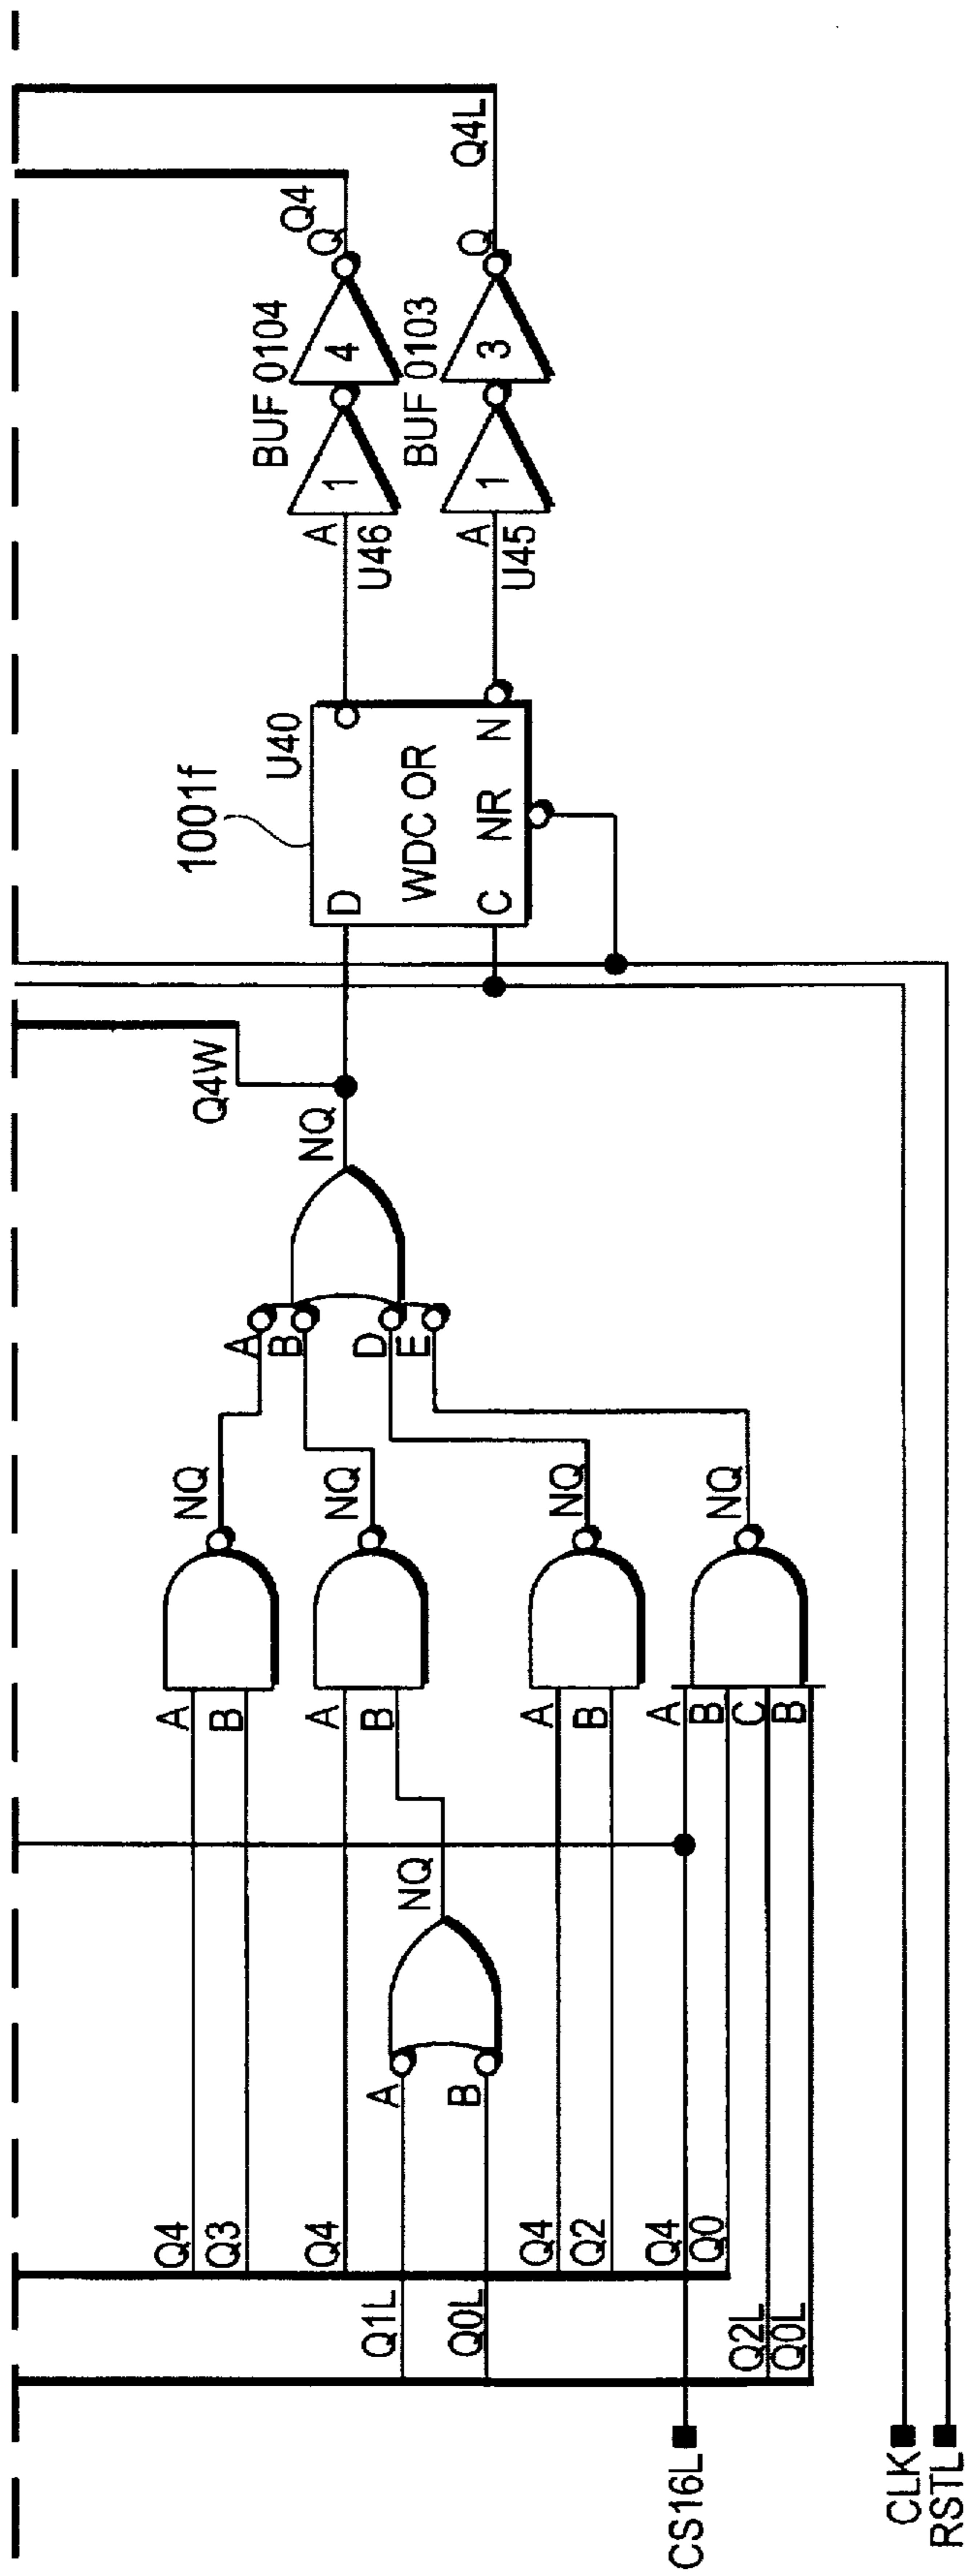 Q4
Q3
Q4
Q1L
Q0L
Q4
Q2
Q4
Q0
Q2L
Q0L
CS16L
CLK
RSTL
A
B
NQ
A
B
A
B
A
B
A
B
C
B
NQ
NQ
NQ
NQ
A
B
D
E
NQ
Q4W
1001f
U40
D
WDC OR
C
NR
N
A
U46
BUF 0104
1
4
Q
Q4
A
U45
BUF 0103
1
3
Q
Q4L